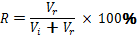 R = V_r / (V_i + V_r) × 100%